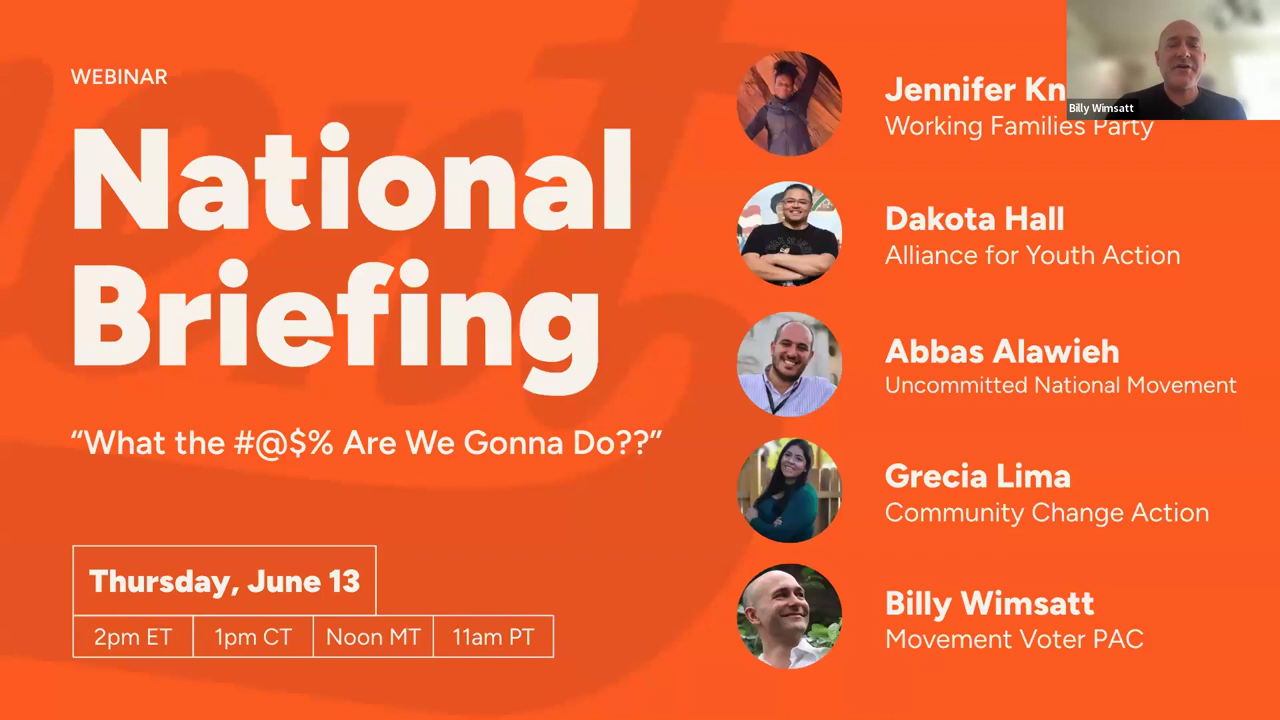 WEBINAR
National
Briefing
“What the #@$% Are We Gonna Do??”
Thursday, June 13
2pm ET
1pm CT
Noon MT
11am PT
Jennifer Kn
Working Families Party
Dakota Hall
Alliance for Youth Action
Abbas Alawieh
Uncommitted National Movement
Grecia Lima
Community Change Action
Billy Wimsatt
Movement Voter PAC
Billy Wimsatt